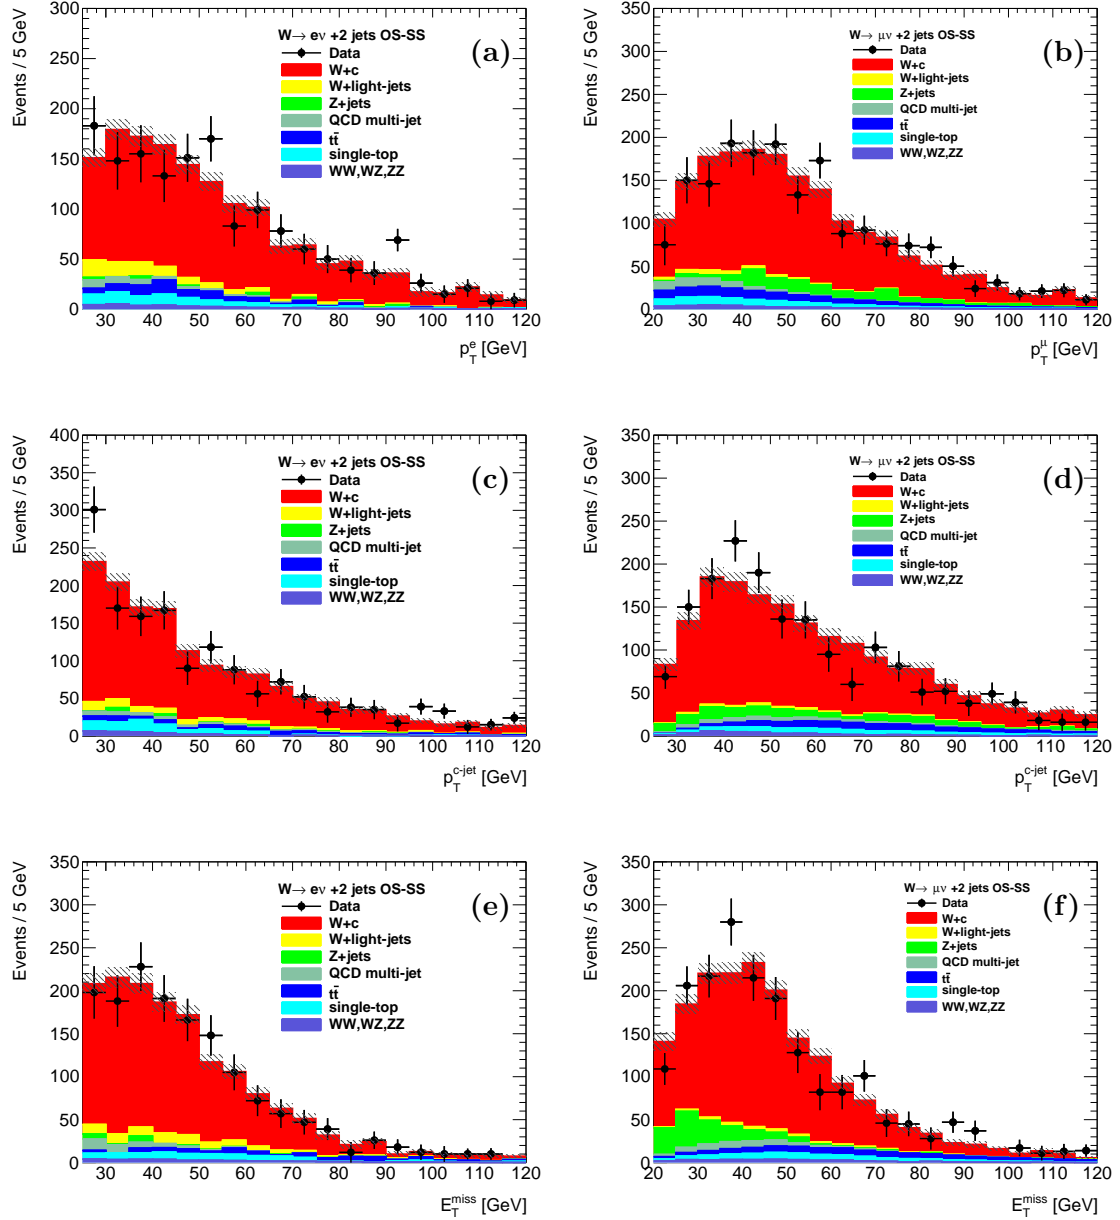 Events / 5 GeV
300
250
200
150
100
50
0
W→ eν +2 jets OS-SS
Data
W+c
W+light-jets
Z+jets
QCD multi-jet
tt̄
single-top
WW,WZ,ZZ
(a)
30 40 50 60 70 80 90 100 110 120
p_T^e [GeV]
Events / 5 GeV
350
300
250
200
150
100
50
0
W→ μν +2 jets OS-SS
Data
W+c
W+light-jets
Z+jets
QCD multi-jet
tt̄
single-top
WW,WZ,ZZ
(b)
20 30 40 50 60 70 80 90 100 110 120
p_T^μ [GeV]
Events / 5 GeV
400
350
300
250
200
150
100
50
0
W→ eν +2 jets OS-SS
Data
W+c
W+light-jets
Z+jets
QCD multi-jet
tt̄
single-top
WW,WZ,ZZ
(c)
30 40 50 60 70 80 90 100 110 120
p_T^c-jet [GeV]
Events / 5 GeV
350
300
250
200
150
100
50
0
W→ μν +2 jets OS-SS
Data
W+c
W+light-jets
Z+jets
QCD multi-jet
tt̄
single-top
WW,WZ,ZZ
(d)
30 40 50 60 70 80 90 100 110 120
p_T^c-jet [GeV]
Events / 5 GeV
350
300
250
200
150
100
50
0
W→ eν +2 jets OS-SS
Data
W+c
W+light-jets
Z+jets
QCD multi-jet
tt̄
single-top
WW,WZ,ZZ
(e)
30 40 50 60 70 80 90 100 110 120
E_T^miss [GeV]
Events / 5 GeV
350
300
250
200
150
100
50
0
W→ μν +2 jets OS-SS
Data
W+c
W+light-jets
Z+jets
QCD multi-jet
tt̄
single-top
WW,WZ,ZZ
(f)
20 30 40 50 60 70 80 90 100 110 120
E_T^miss [GeV]